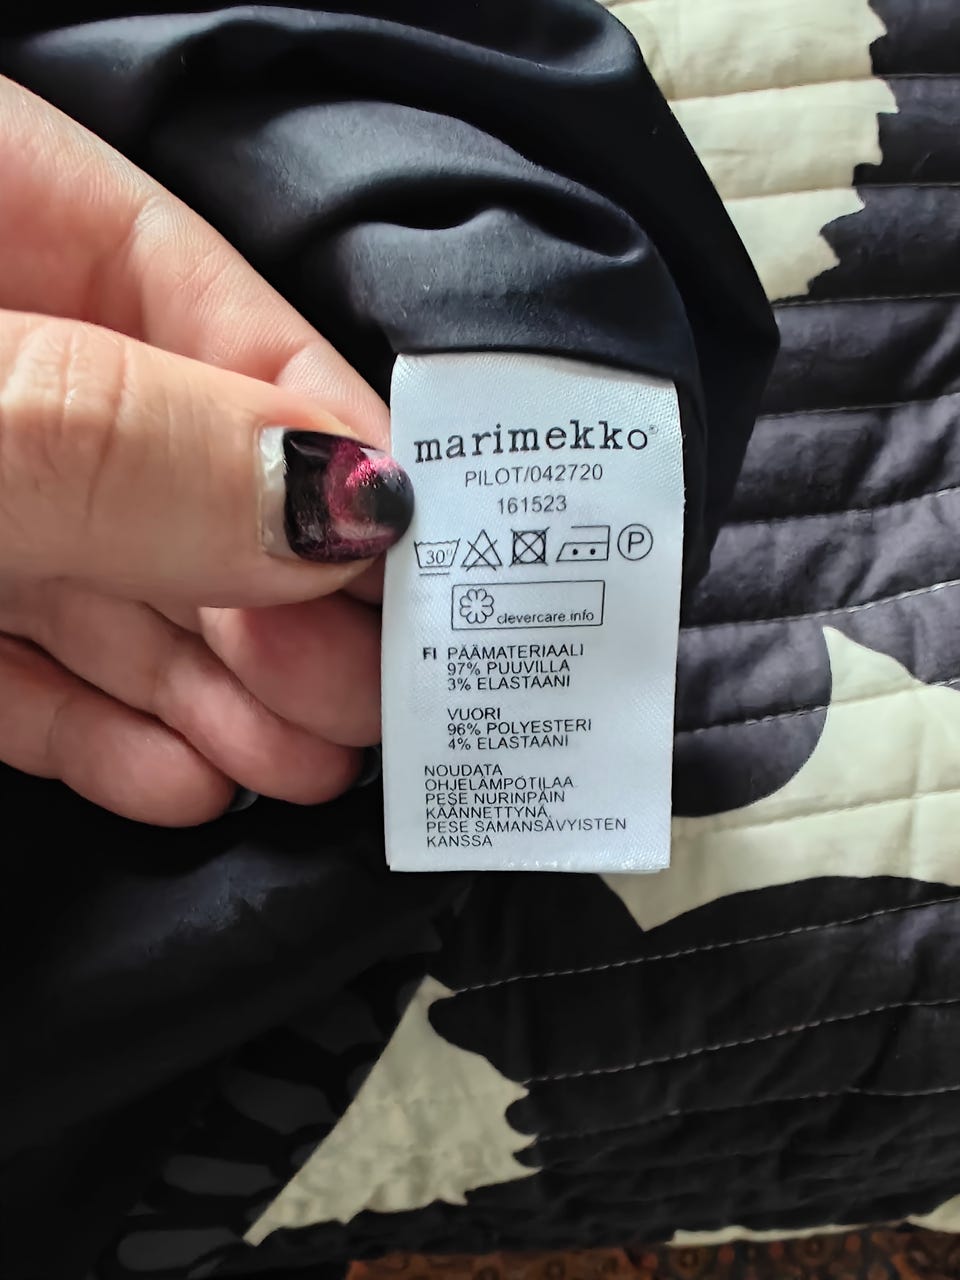 marimekko®
PILOT/042720
161523
30° P
clevercare.info
FI PÄÄMATERIAALI
97% PUUVILLA
3% ELASTAANI
VUORI
96% POLYESTERI
4% ELASTAANI
NOUDATA
OHJELÄMPÖTILAA
PESE NURINPÄIN
KÄÄNNETTYNÄ,
PESE SAMANSÄVYISTEN
KANSSA